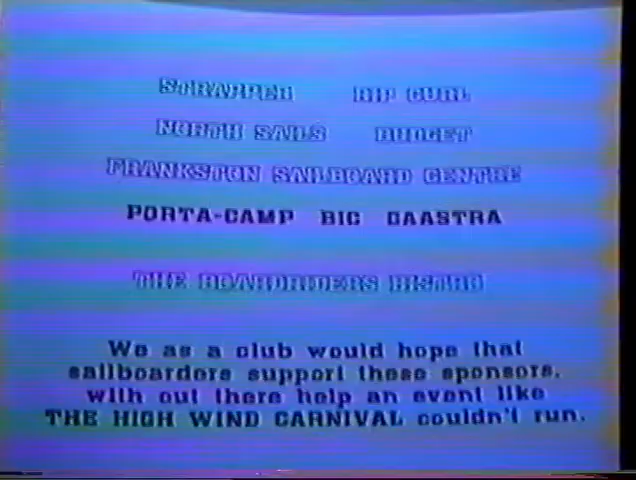 STRAPPER RIP CURL
NORTH SAILS BUDGET
FRANKSTON SAILBOARD CENTRE
PORTA-CAMP BIC GAASTRA
THE BOARDRIDERS BISTRO
We as a club would hope that
sailboarders support these sponsors.
with out there help an event like
THE HIGH WIND CARNIVAL couldn't run.